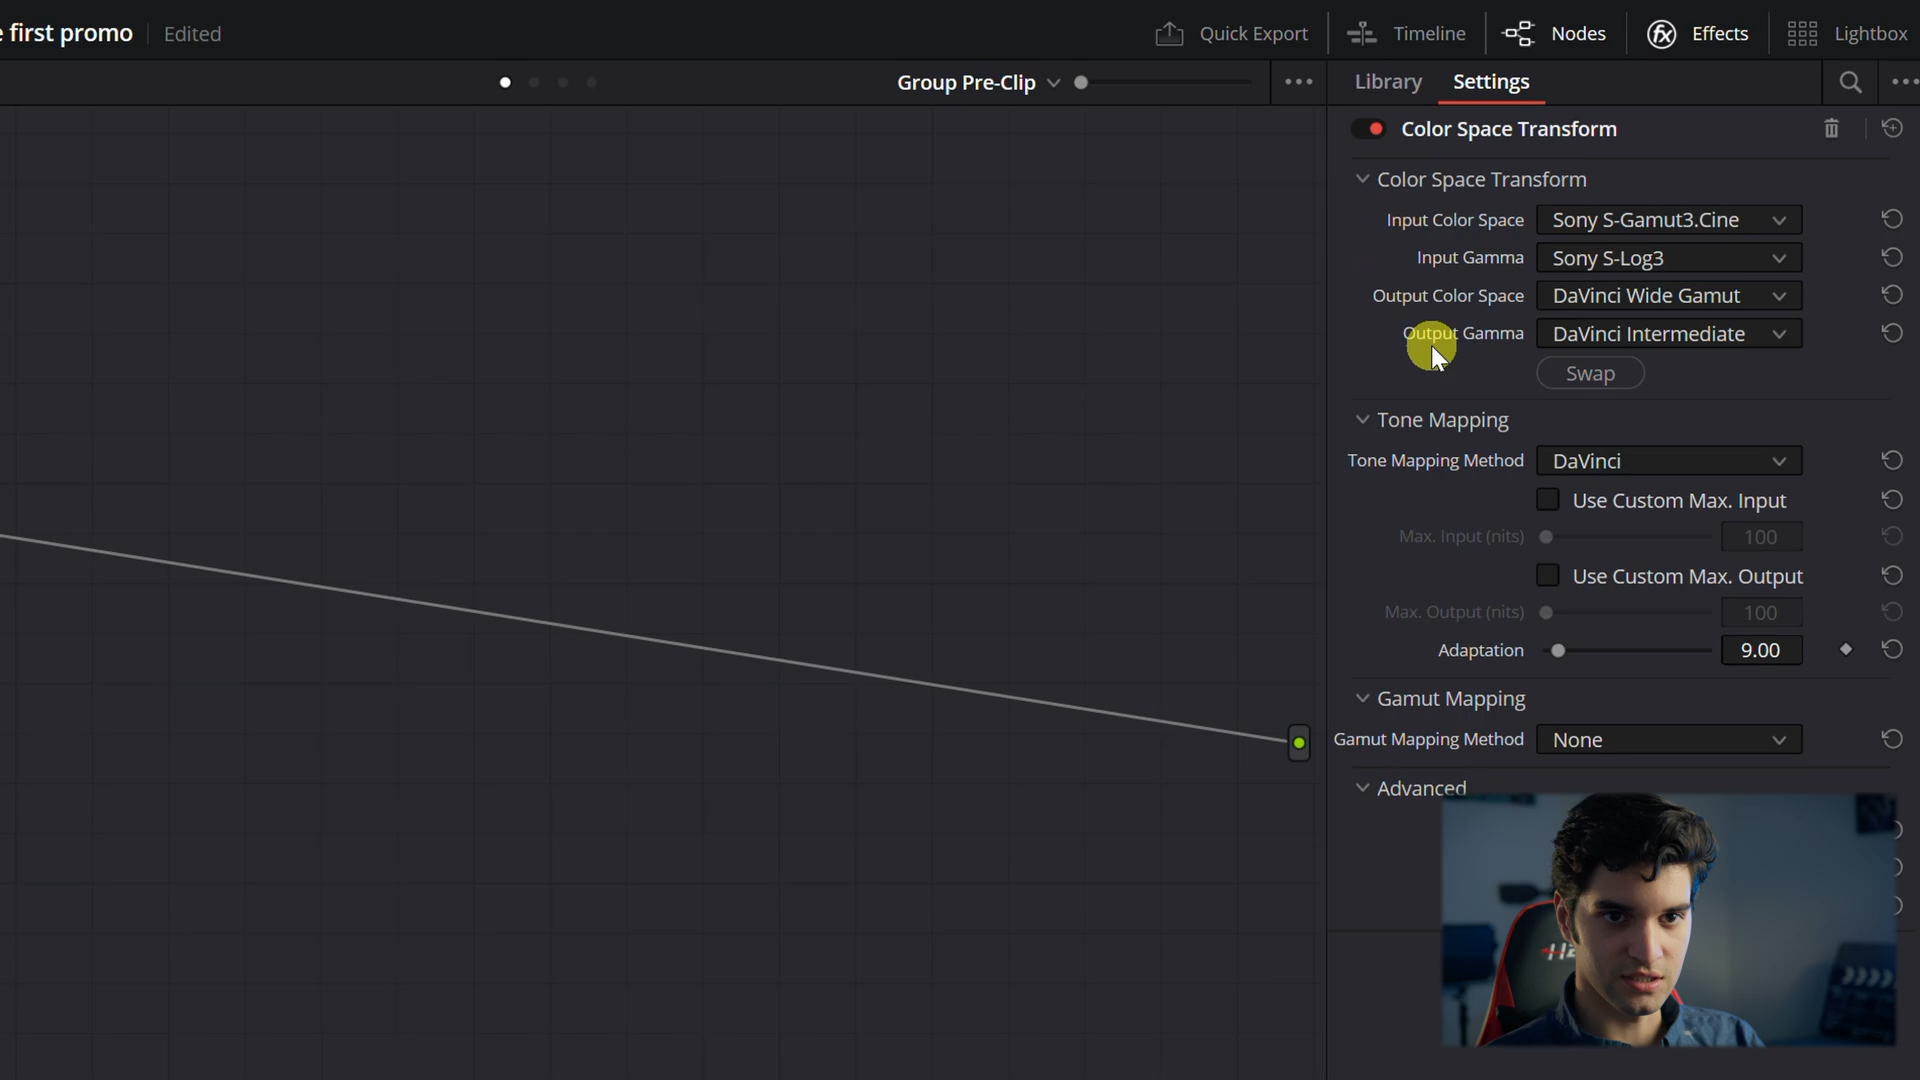 e first promo
Edited
Quick Export
Timeline
Nodes
fx
Effects
Lightbox
Group Pre-Clip
Library
Settings
Color Space Transform
Color Space Transform
Input Color Space
Sony S-Gamut3.Cine
Input Gamma
Sony S-Log3
Output Color Space
DaVinci Wide Gamut
Output Gamma
DaVinci Intermediate
Swap
Tone Mapping
Tone Mapping Method
DaVinci
Use Custom Max. Input
Max. Input (nits)
100
Use Custom Max. Output
Max. Output (nits)
100
Adaptation
9.00
Gamut Mapping
Gamut Mapping Method
None
Advanced